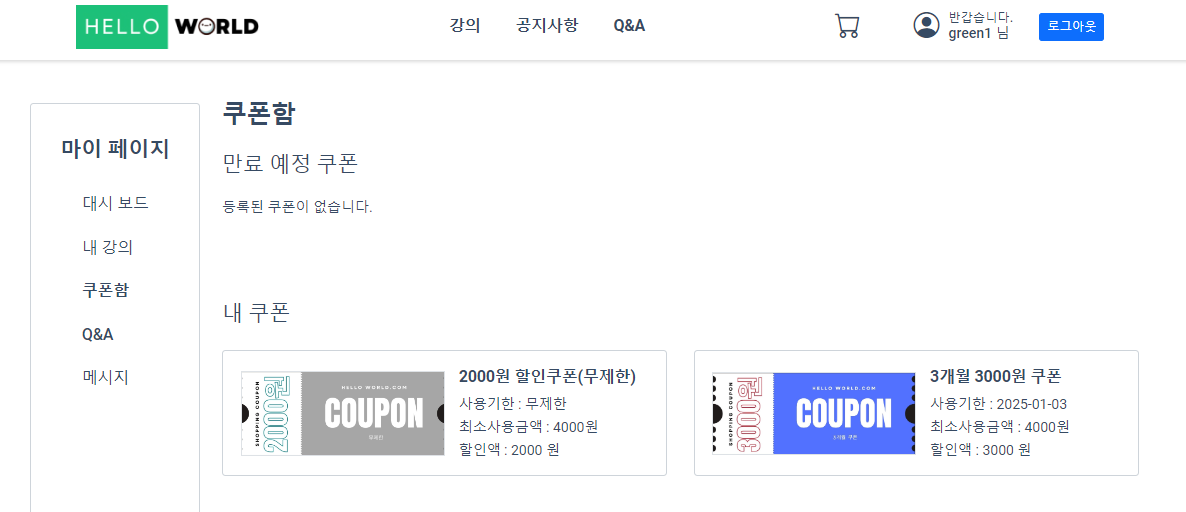 HELLO WORLD
강의 공지사항 Q&A
반갑습니다.
green1 님
로그아웃
마이 페이지
대시 보드
내 강의
쿠폰함
Q&A
메시지
쿠폰함
만료 예정 쿠폰
등록된 쿠폰이 없습니다.
내 쿠폰
SHOPPING COUPON
2000원
HELLO WORLD.COM
COUPON
무제한
2000원 할인쿠폰(무제한)
사용기한 : 무제한
최소사용금액 : 4000원
할인액 : 2000 원
SHOPPING COUPON
3000원
HELLO WORLD.COM
COUPON
3개월 쿠폰
3개월 3000원 쿠폰
사용기한 : 2025-01-03
최소사용금액 : 4000원
할인액 : 3000 원